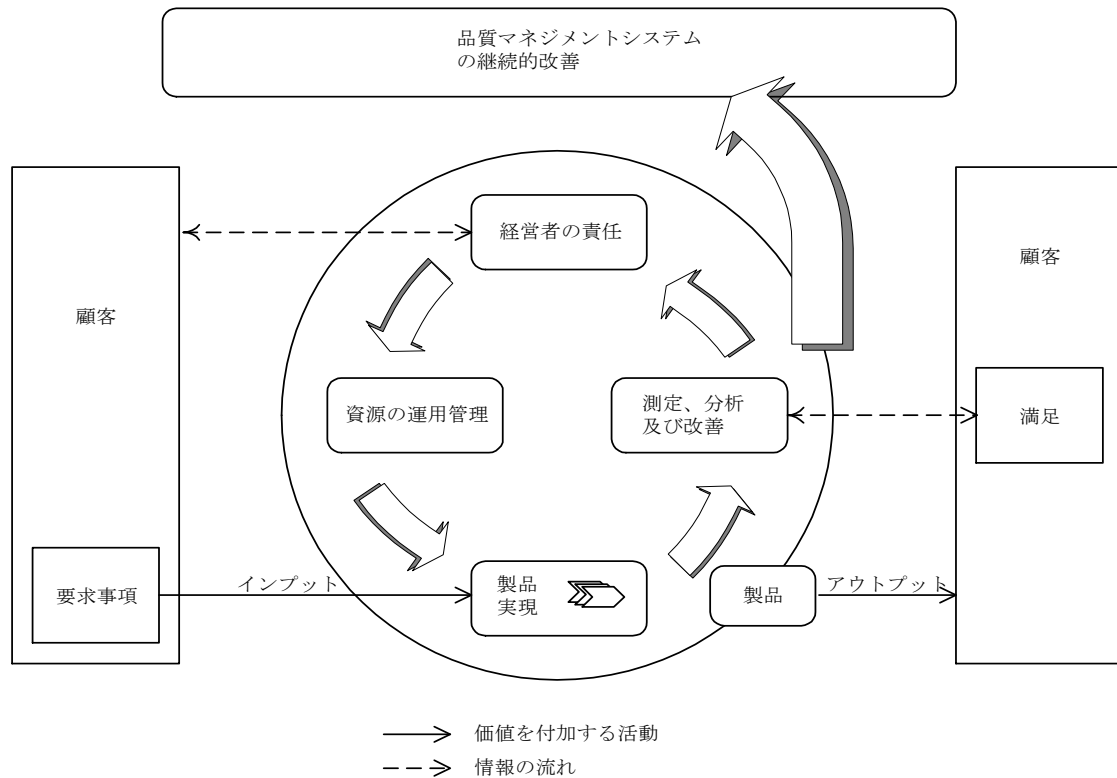 品質マネジメントシステム
の継続的改善
経営者の責任
顧客
顧客
資源の運用管理
測定、分析
及び改善
満足
要求事項
インプット
製品
実現
製品
アウトプット
価値を付加する活動
情報の流れ